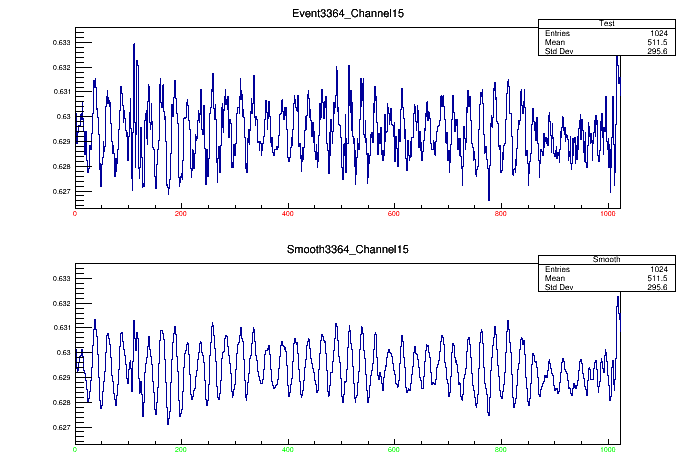 Event3364_Channel15
Test
Entries 1024
Mean 511.5
Std Dev 295.6
0.633
0.632
0.631
0.63
0.629
0.628
0.627
0 200 400 600 800 1000
Smooth3364_Channel15
Smooth
Entries 1024
Mean 511.5
Std Dev 295.6
0.633
0.632
0.631
0.63
0.629
0.628
0.627
0 200 400 600 800 1000